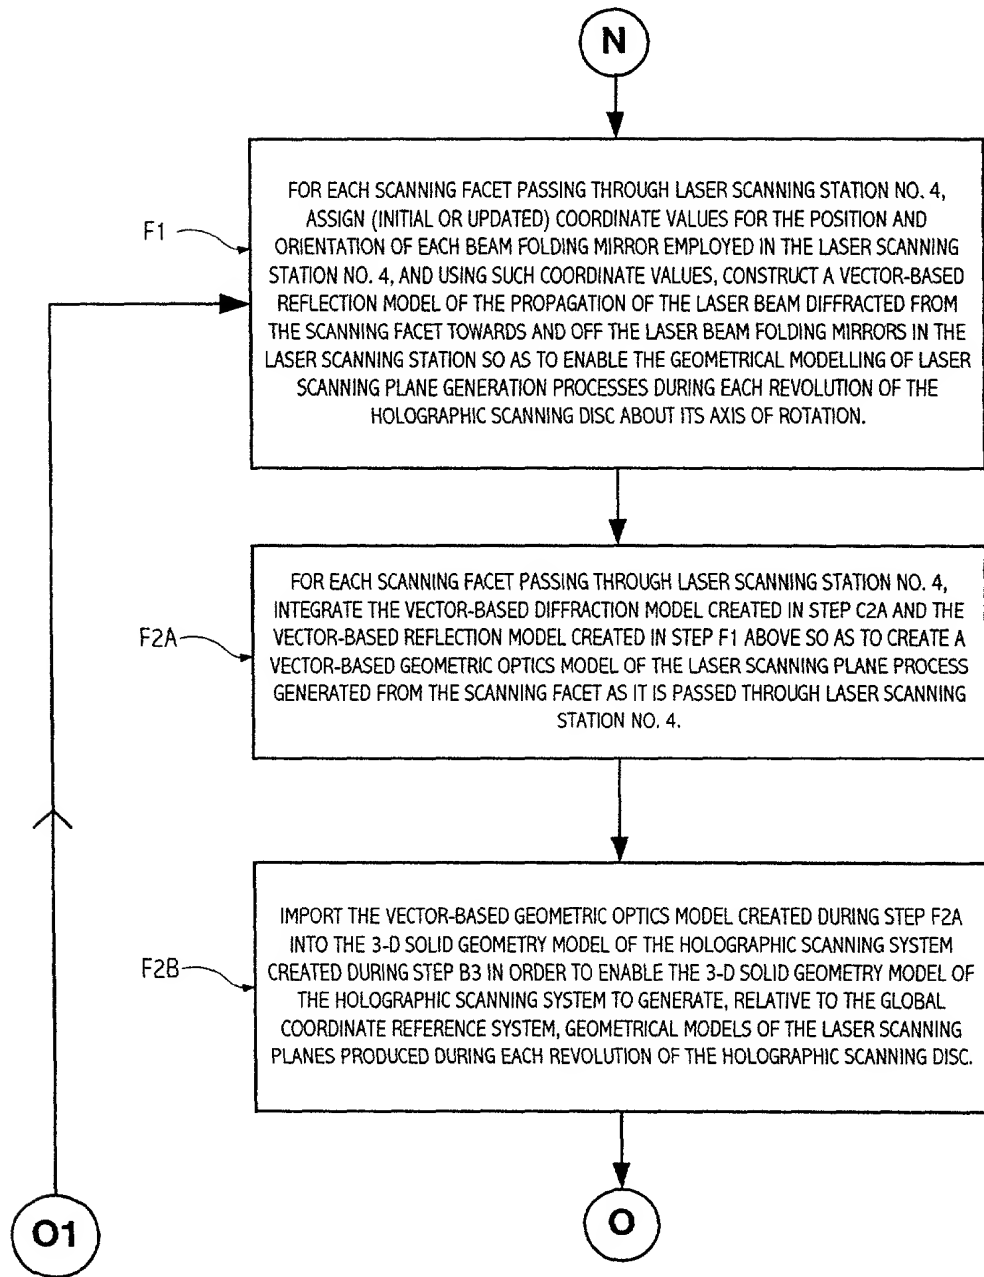 N
F1
FOR EACH SCANNING FACET PASSING THROUGH LASER SCANNING STATION NO. 4,
ASSIGN (INITIAL OR UPDATED) COORDINATE VALUES FOR THE POSITION AND
ORIENTATION OF EACH BEAM FOLDING MIRROR EMPLOYED IN THE LASER SCANNING
STATION NO. 4, AND USING SUCH COORDINATE VALUES, CONSTRUCT A VECTOR-BASED
REFLECTION MODEL OF THE PROPAGATION OF THE LASER BEAM DIFFRACTED FROM
THE SCANNING FACET TOWARDS AND OFF THE LASER BEAM FOLDING MIRRORS IN THE
LASER SCANNING STATION SO AS TO ENABLE THE GEOMETRICAL MODELLING OF LASER
SCANNING PLANE GENERATION PROCESSES DURING EACH REVOLUTION OF THE
HOLOGRAPHIC SCANNING DISC ABOUT ITS AXIS OF ROTATION.
F2A
FOR EACH SCANNING FACET PASSING THROUGH LASER SCANNING STATION NO. 4,
INTEGRATE THE VECTOR-BASED DIFFRACTION MODEL CREATED IN STEP C2A AND THE
VECTOR-BASED REFLECTION MODEL CREATED IN STEP F1 ABOVE SO AS TO CREATE A
VECTOR-BASED GEOMETRIC OPTICS MODEL OF THE LASER SCANNING PLANE PROCESS
GENERATED FROM THE SCANNING FACET AS IT IS PASSED THROUGH LASER SCANNING
STATION NO. 4.
F2B
IMPORT THE VECTOR-BASED GEOMETRIC OPTICS MODEL CREATED DURING STEP F2A
INTO THE 3-D SOLID GEOMETRY MODEL OF THE HOLOGRAPHIC SCANNING SYSTEM
CREATED DURING STEP B3 IN ORDER TO ENABLE THE 3-D SOLID GEOMETRY MODEL OF
THE HOLOGRAPHIC SCANNING SYSTEM TO GENERATE, RELATIVE TO THE GLOBAL
COORDINATE REFERENCE SYSTEM, GEOMETRICAL MODELS OF THE LASER SCANNING
PLANES PRODUCED DURING EACH REVOLUTION OF THE HOLOGRAPHIC SCANNING DISC.
O1
O